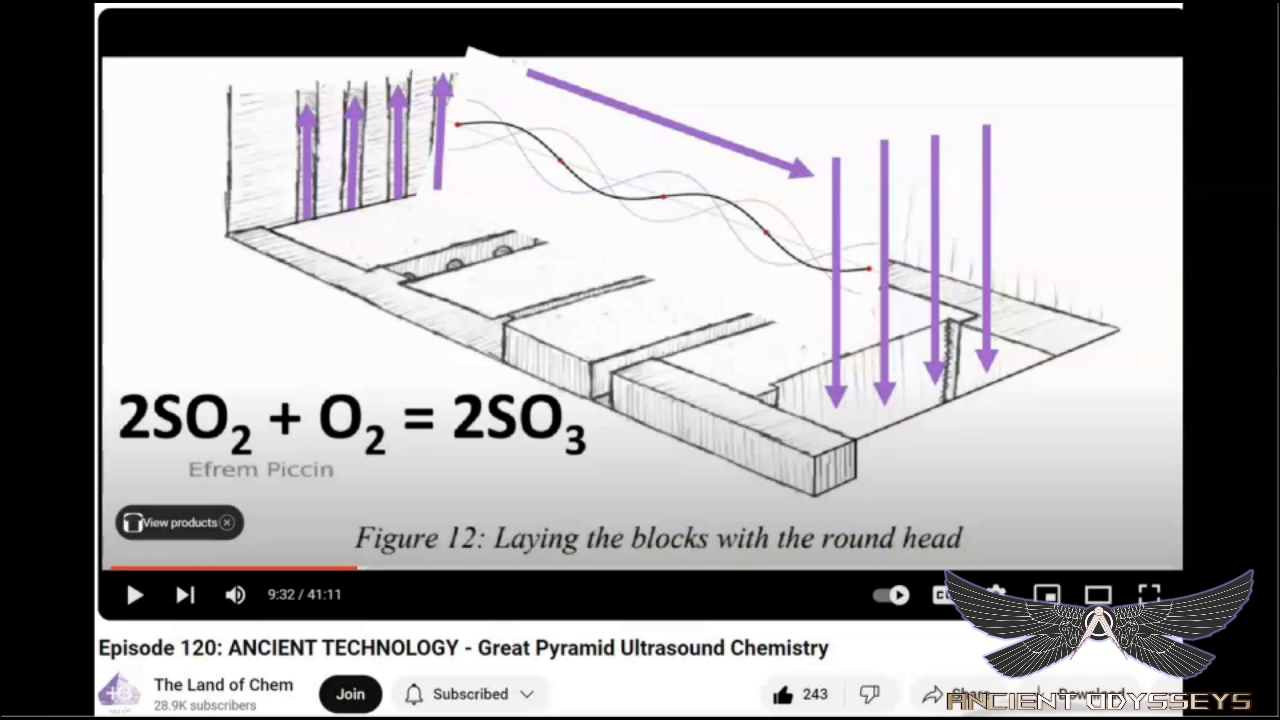 2SO₂ + O₂ = 2SO₃
Efrem Piccin
View products
Figure 12: Laying the blocks with the round head
9:32 / 41:11
Episode 120: ANCIENT TECHNOLOGY - Great Pyramid Ultrasound Chemistry
The Land of Chem
28.9K subscribers
Join
Subscribed
243
ANCIENT ODYSSEYS